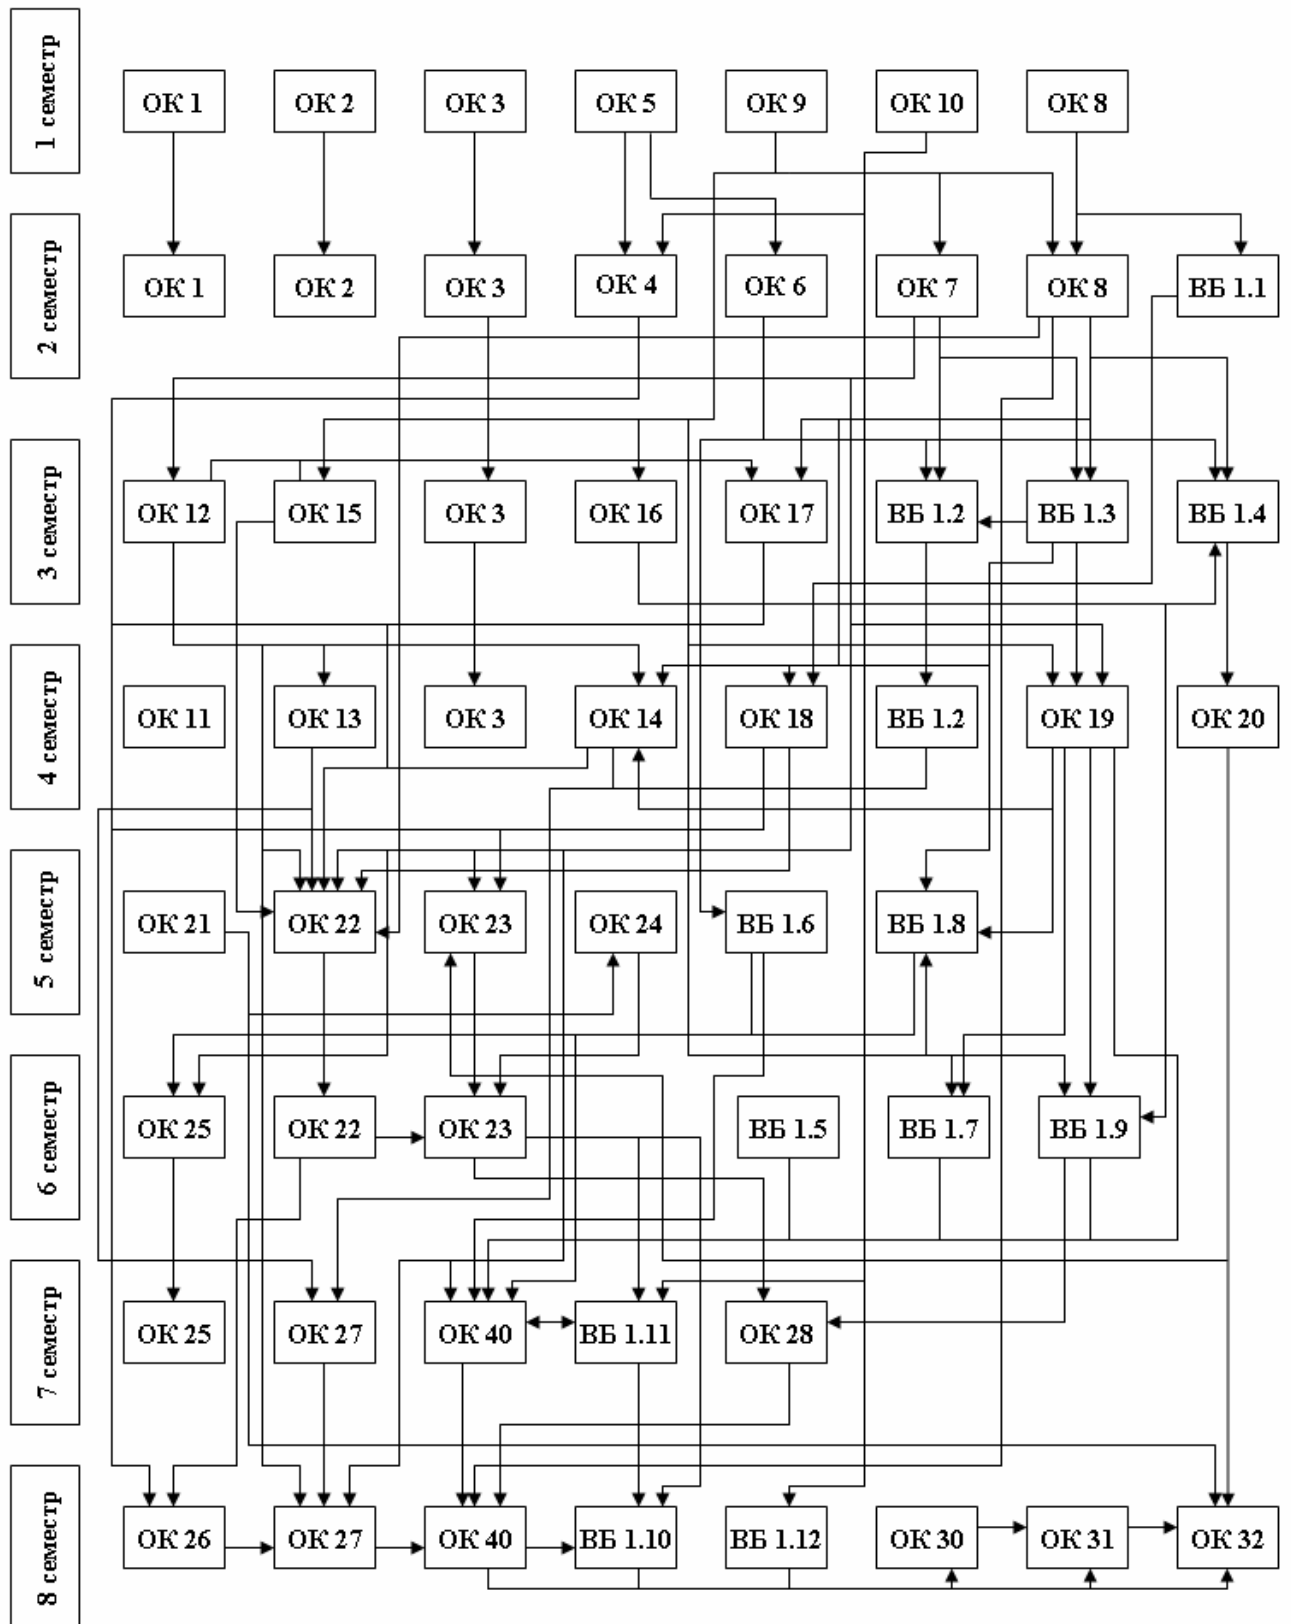 1 семестр
ОК 1
ОК 2
ОК 3
ОК 5
ОК 9
ОК 10
ОК 8
2 семестр
ОК 1
ОК 2
ОК 3
ОК 4
ОК 6
ОК 7
ОК 8
ВБ 1.1
3 семестр
ОК 12
ОК 15
ОК 3
ОК 16
ОК 17
ВБ 1.2
ВБ 1.3
ВБ 1.4
4 семестр
ОК 11
ОК 13
ОК 3
ОК 14
ОК 18
ВБ 1.2
ОК 19
ОК 20
5 семестр
ОК 21
ОК 22
ОК 23
ОК 24
ВБ 1.6
ВБ 1.8
6 семестр
ОК 25
ОК 22
ОК 23
ВБ 1.5
ВБ 1.7
ВБ 1.9
7 семестр
ОК 25
ОК 27
ОК 40
ВБ 1.11
ОК 28
8 семестр
ОК 26
ОК 27
ОК 40
ВБ 1.10
ВБ 1.12
ОК 30
ОК 31
ОК 32